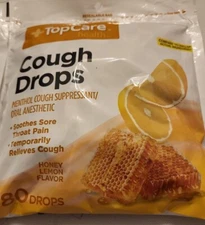 +TopCare
Cough
Drops
MENTHOL COUGH SUPPRESSANT/
ORAL ANESTHETIC
• Soothes Sore
Throat Pain
• Temporarily
Relieves Cough
HONEY
LEMON
FLAVOR
80 DROPS